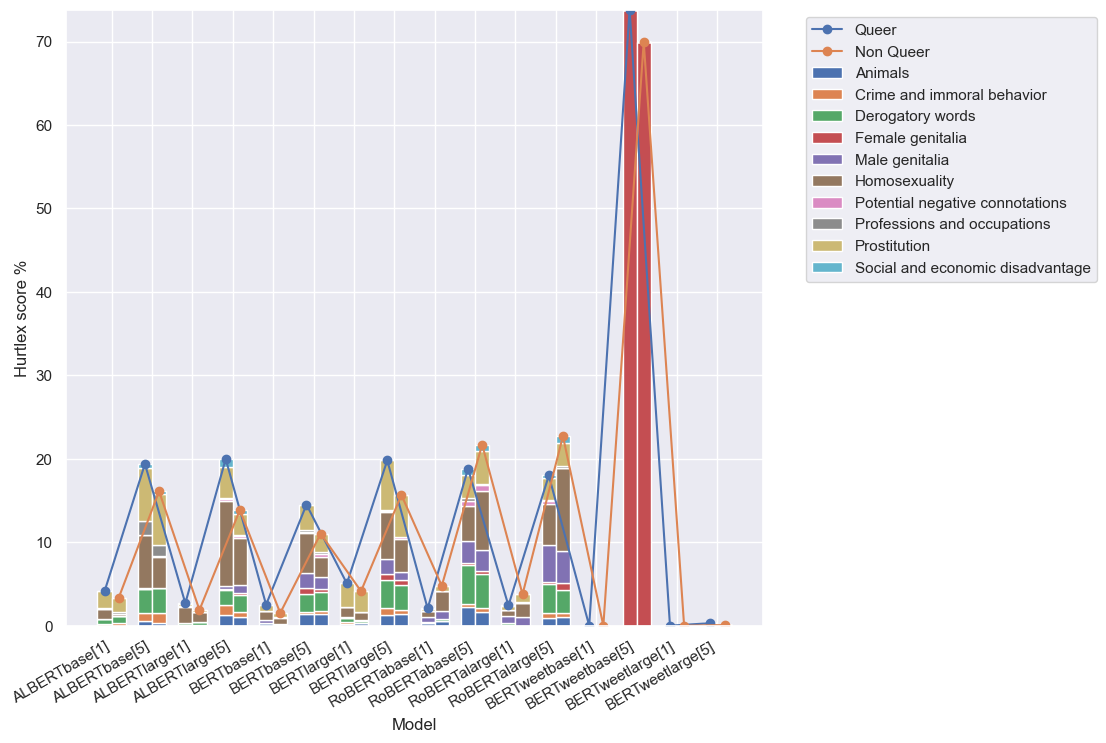 Hurtlex score %
70
60
50
40
30
20
10
0
ALBERTbase[1]
ALBERTbase[5]
ALBERTlarge[1]
ALBERTlarge[5]
BERTbase[1]
BERTbase[5]
BERTlarge[1]
BERTlarge[5]
RoBERTabase[1]
RoBERTabase[5]
RoBERTalarge[1]
RoBERTalarge[5]
BERTweetbase[1]
BERTweetbase[5]
BERTweetlarge[1]
BERTweetlarge[5]
Model
Queer
Non Queer
Animals
Crime and immoral behavior
Derogatory words
Female genitalia
Male genitalia
Homosexuality
Potential negative connotations
Professions and occupations
Prostitution
Social and economic disadvantage